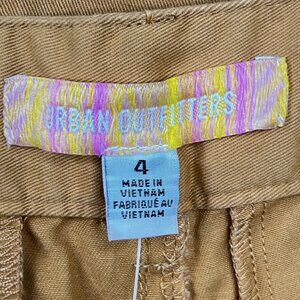 URBAN OUTFITTERS
4
MADE IN
VIETNAM
FABRIQUÉ AU
VIETNAM